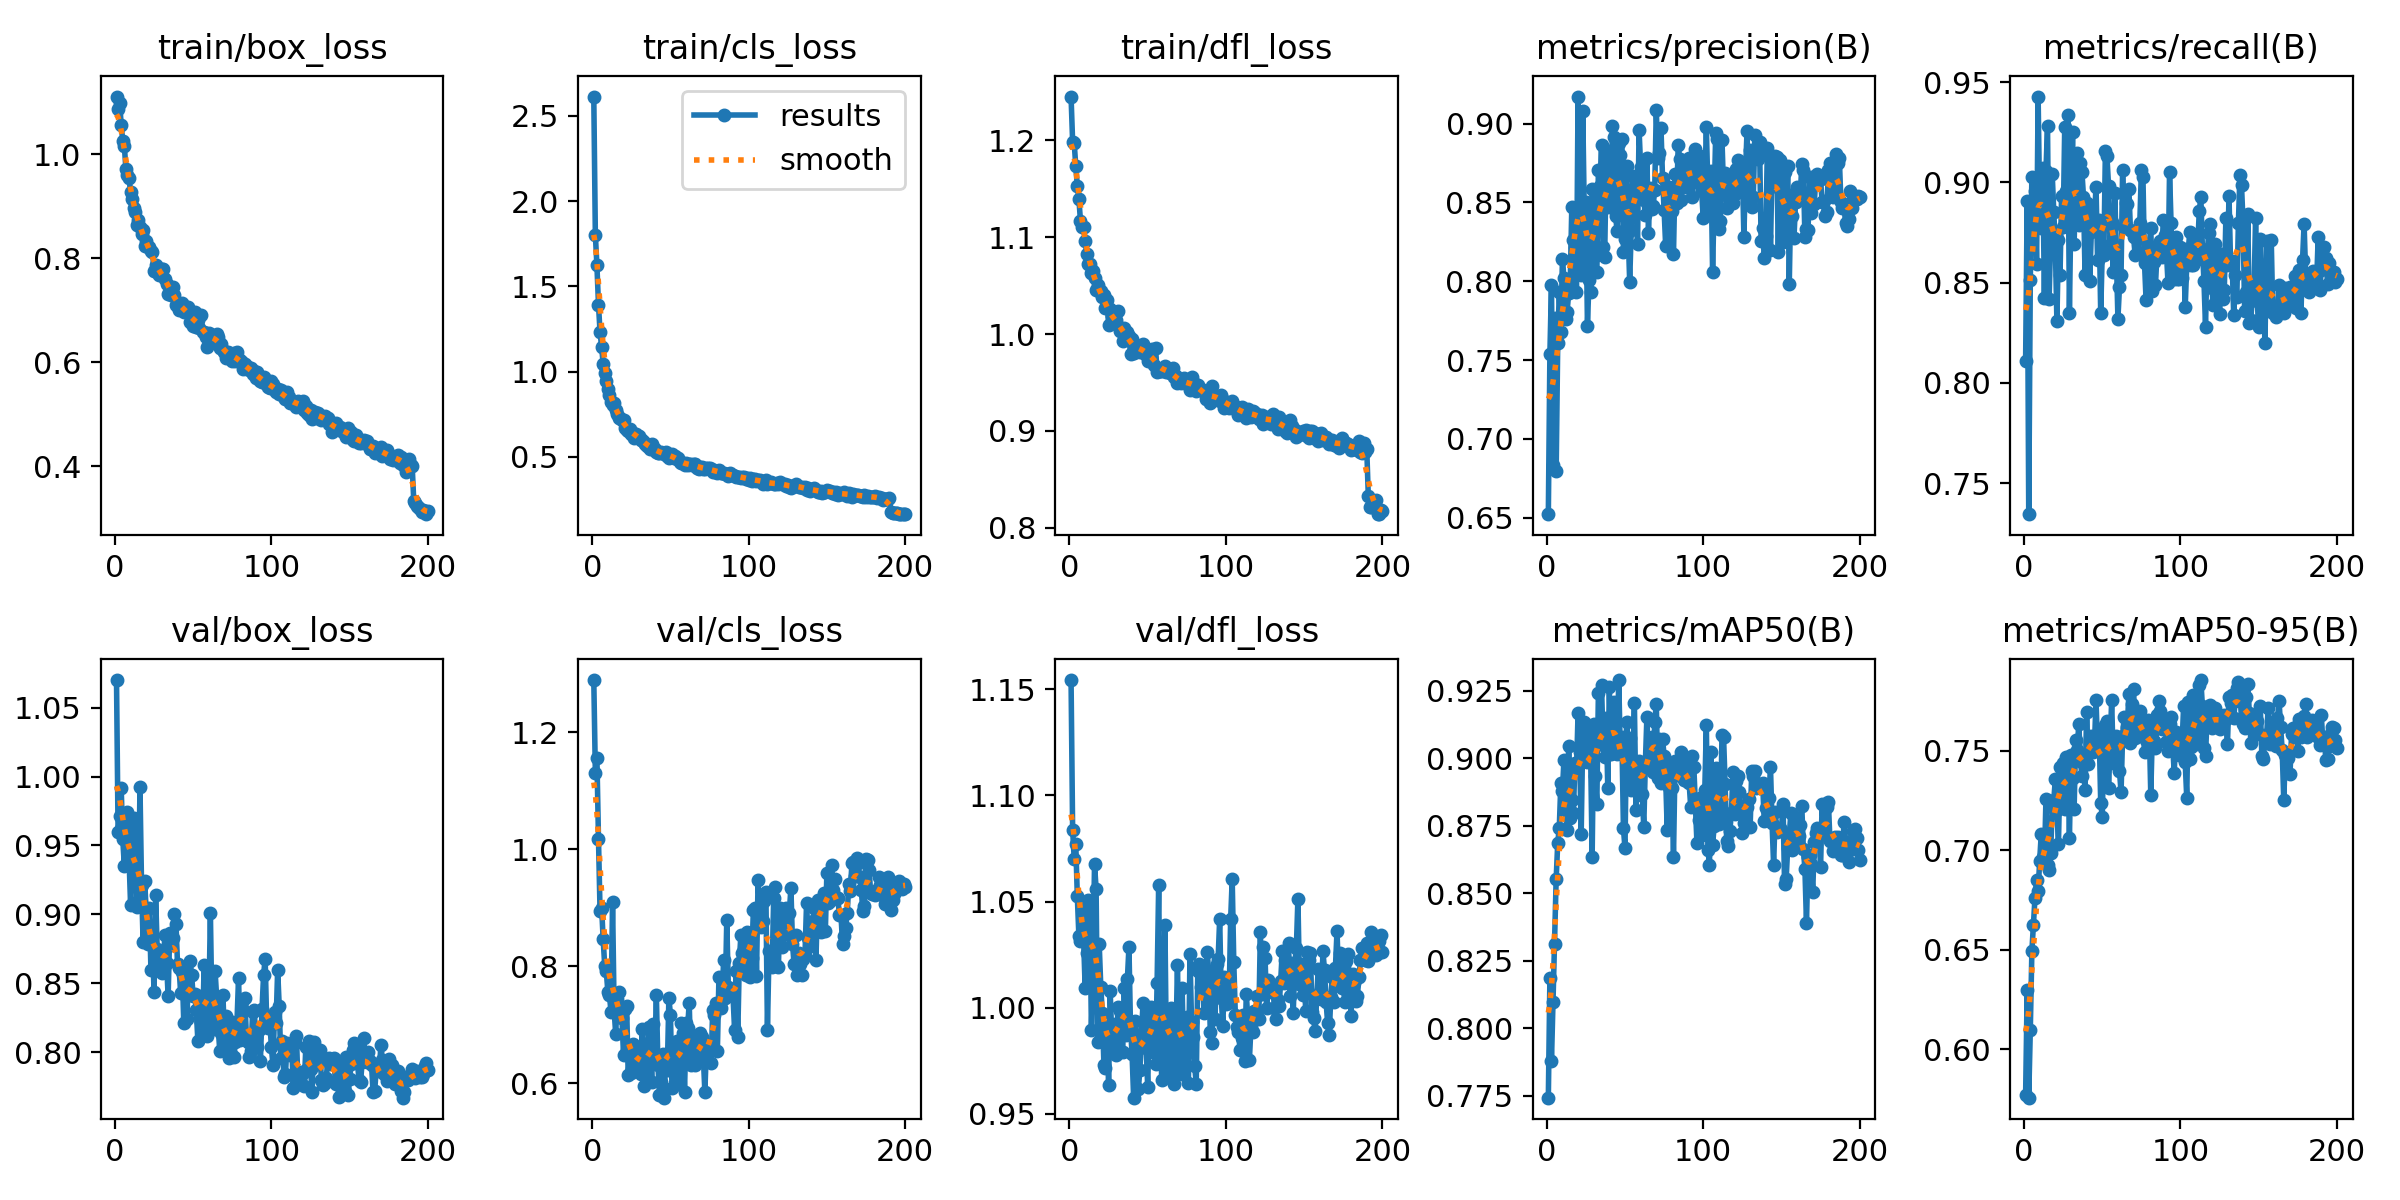 train/box_loss
1.0
0.8
0.6
0.4
0 100 200
train/cls_loss
results
smooth
2.5
2.0
1.5
1.0
0.5
0 100 200
train/dfl_loss
1.2
1.1
1.0
0.9
0.8
0 100 200
metrics/precision(B)
0.90
0.85
0.80
0.75
0.70
0.65
0 100 200
metrics/recall(B)
0.95
0.90
0.85
0.80
0.75
0 100 200
val/box_loss
1.05
1.00
0.95
0.90
0.85
0.80
0 100 200
val/cls_loss
1.2
1.0
0.8
0.6
0 100 200
val/dfl_loss
1.15
1.10
1.05
1.00
0.95
0 100 200
metrics/mAP50(B)
0.925
0.900
0.875
0.850
0.825
0.800
0.775
0 100 200
metrics/mAP50-95(B)
0.75
0.70
0.65
0.60
0 100 200